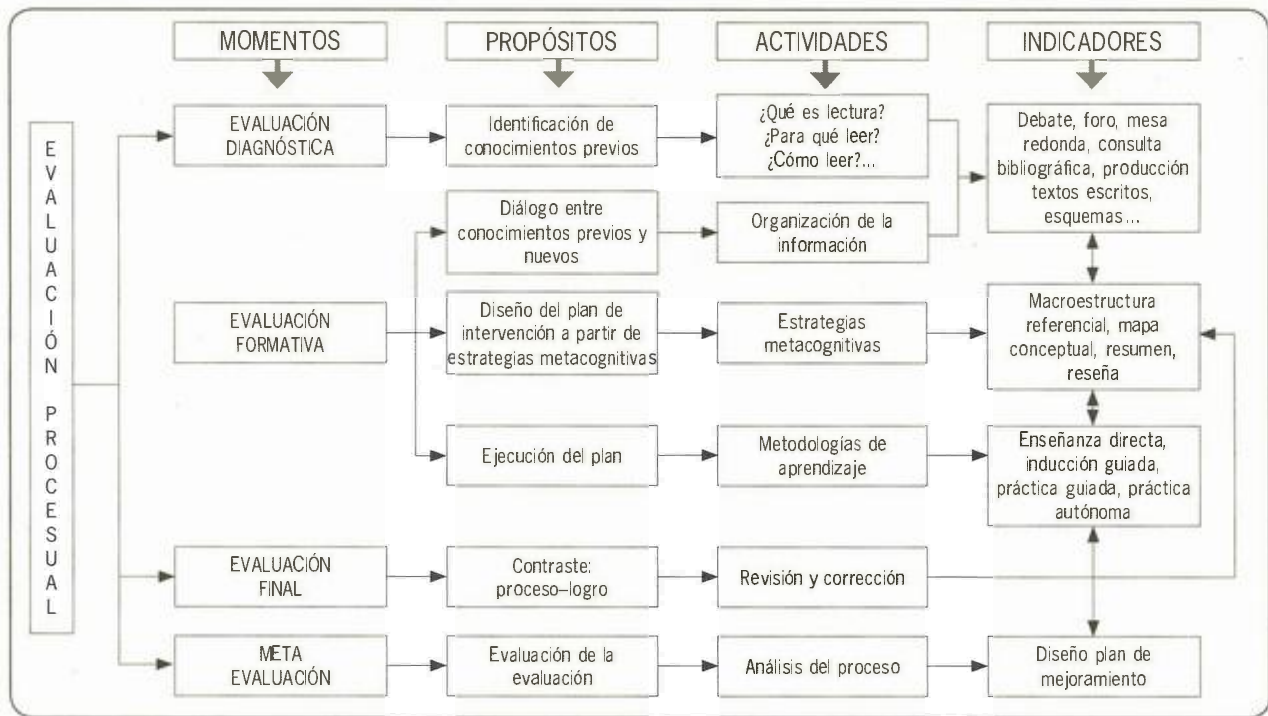 MOMENTOS
PROPÓSITOS
ACTIVIDADES
INDICADORES
EVALUACIÓN PROCESUAL
EVALUACIÓN
DIAGNÓSTICA
Identificación de
conocimientos previos
¿Qué es lectura?
¿Para qué leer?
¿Cómo leer?...
Debate, foro, mesa
redonda, consulta
bibliográfica, producción
textos escritos,
esquemas...
Diálogo entre
conocimientos previos y
nuevos
Organización de la
información
EVALUACIÓN
FORMATIVA
Diseño del plan de
intervención a partir de
estrategias metacognitivas
Estrategias
metacognitivas
Macroestructura
referencial, mapa
conceptual, resumen,
reseña
Ejecución del plan
Metodologías de
aprendizaje
Enseñanza directa,
inducción guiada,
práctica guiada, práctica
autónoma
EVALUACIÓN
FINAL
Contraste:
proceso–logro
Revisión y corrección
META
EVALUACIÓN
Evaluación de la
evaluación
Análisis del proceso
Diseño plan de
mejoramiento